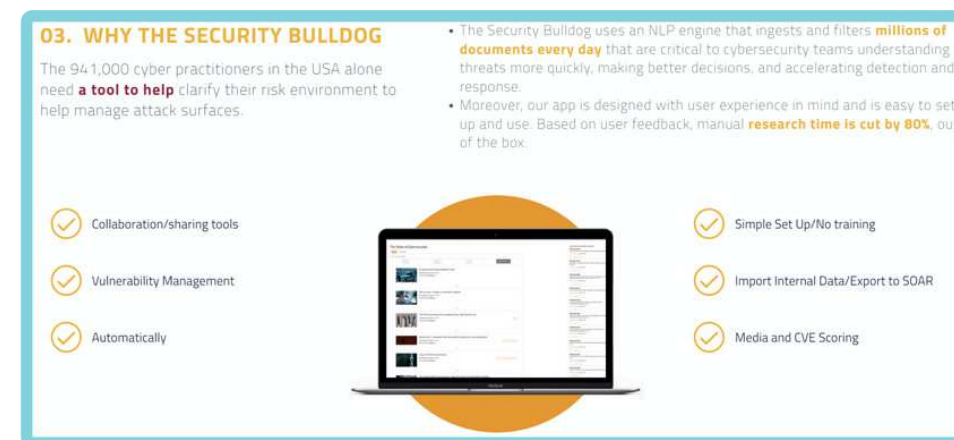 03. WHY THE SECURITY BULLDOG
The 941,000 cyber practitioners in the USA alone
need a tool to help clarify their risk environment to
help manage attack surfaces.
• The Security Bulldog uses an NLP engine that ingests and filters millions of
documents every day that are critical to cybersecurity teams understanding
threats more quickly, making better decisions, and accelerating detection and
response.
• Moreover, our app is designed with user experience in mind and is easy to set
up and use. Based on user feedback, manual research time is cut by 80%, ou
of the box.
Collaboration/sharing tools
Vulnerability Management
Automatically
Simple Set Up/No training
Import Internal Data/Export to SOAR
Media and CVE Scoring